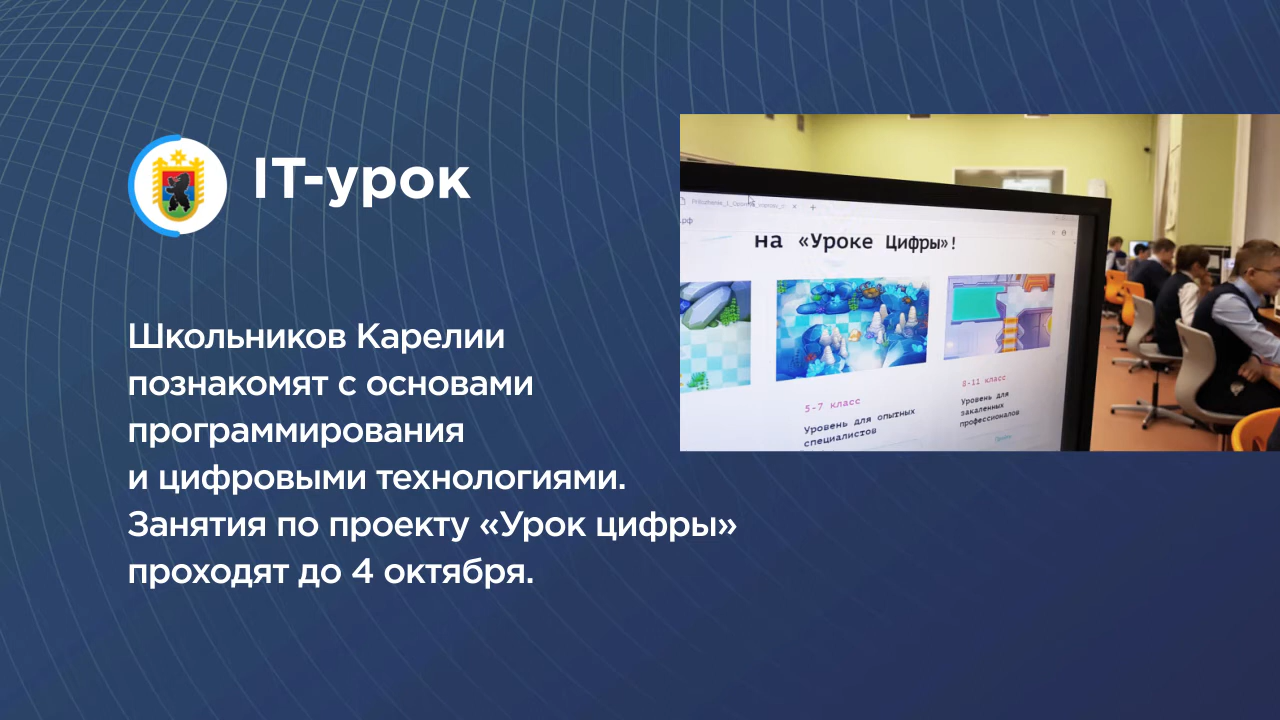 IT-урок
Школьников Карелии
познакомят с основами
программирования
и цифровыми технологиями.
Занятия по проекту «Урок цифры»
проходят до 4 октября.
.рф
на «Уроке Цифры»!
5-7 класс
Уровень для опытных
специалистов
8-11 класс
Уровень для
закаленных
профессионалов